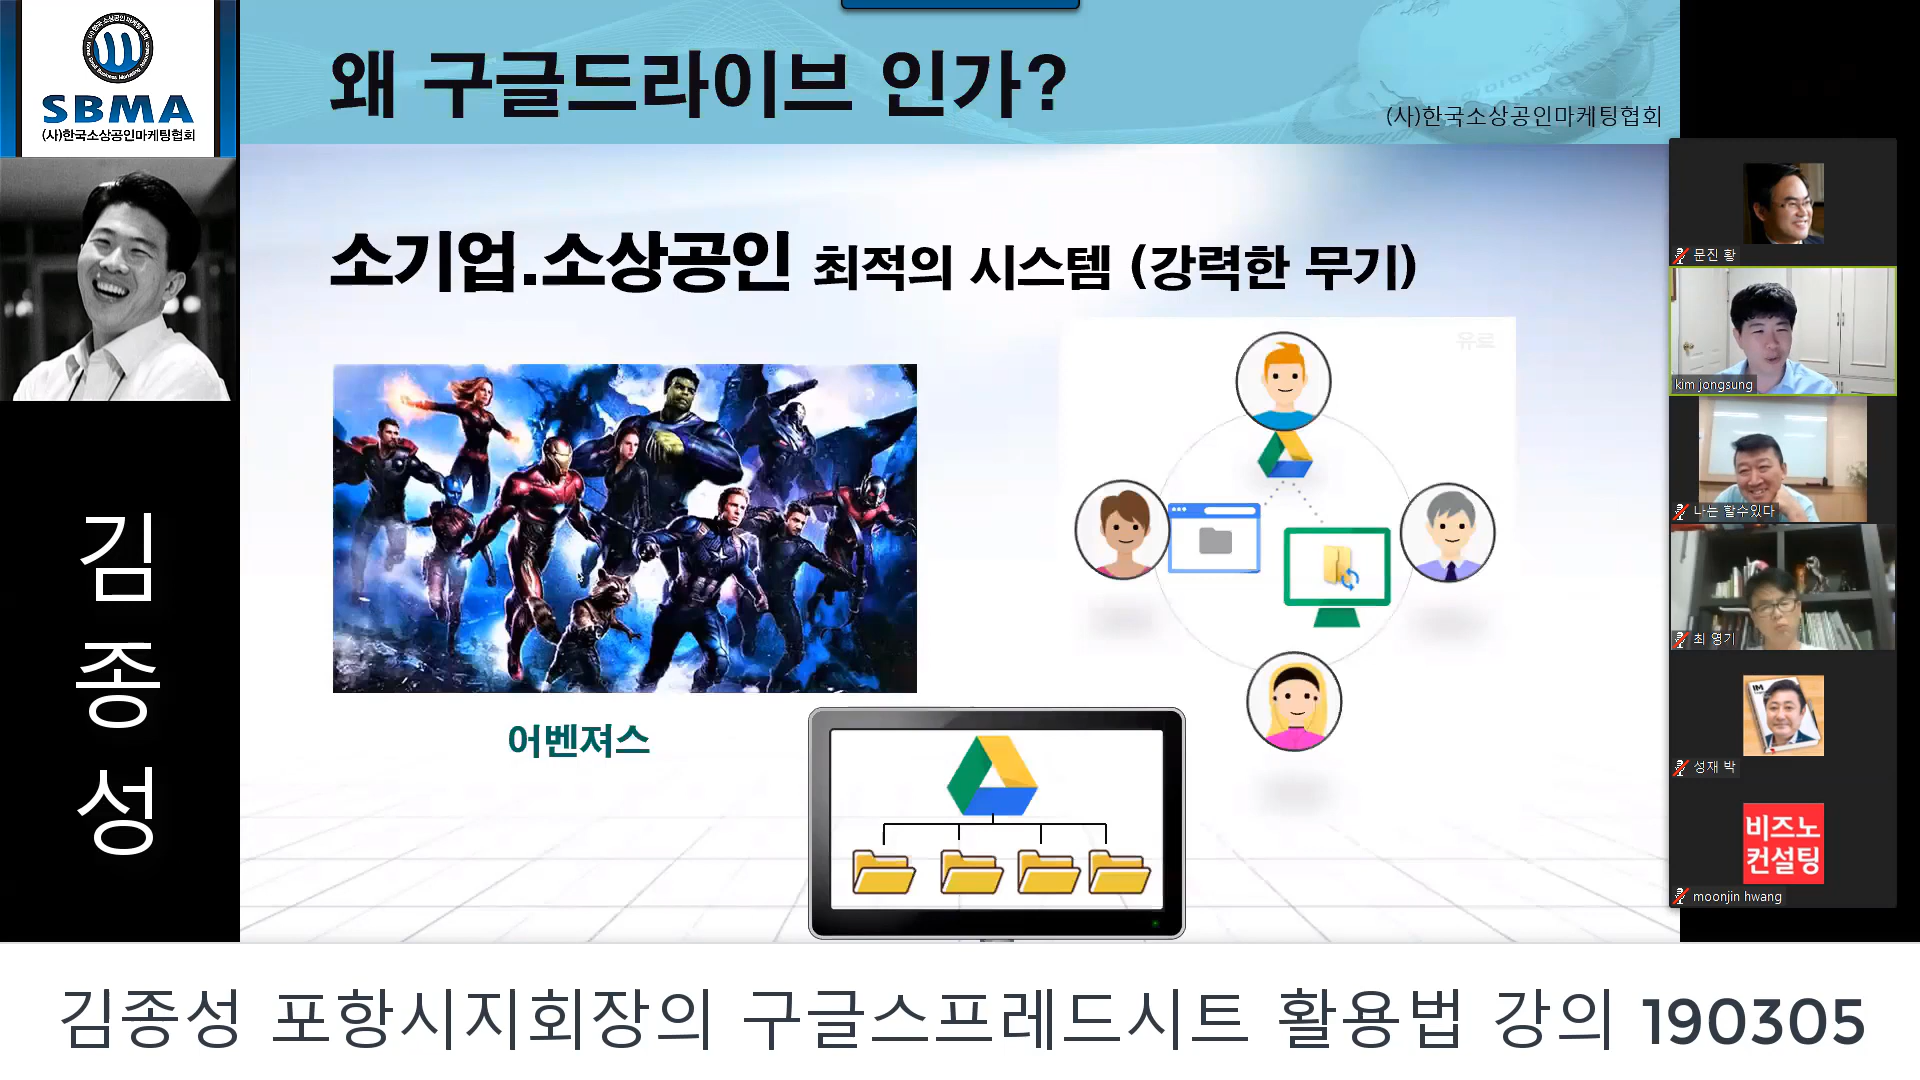 SBMA
(사)한국소상공인마케팅협회
왜 구글드라이브 인가?
(사)한국소상공인마케팅협회
소기업.소상공인 최적의 시스템 (강력한 무기)
유료
어벤져스
김
종
성
문진 황
kim jongsung
나는 할수있다
최 영기
성재 박
비즈노
컨설팅
moonjin hwang
김종성 포항시지회장의 구글스프레드시트 활용법 강의 190305